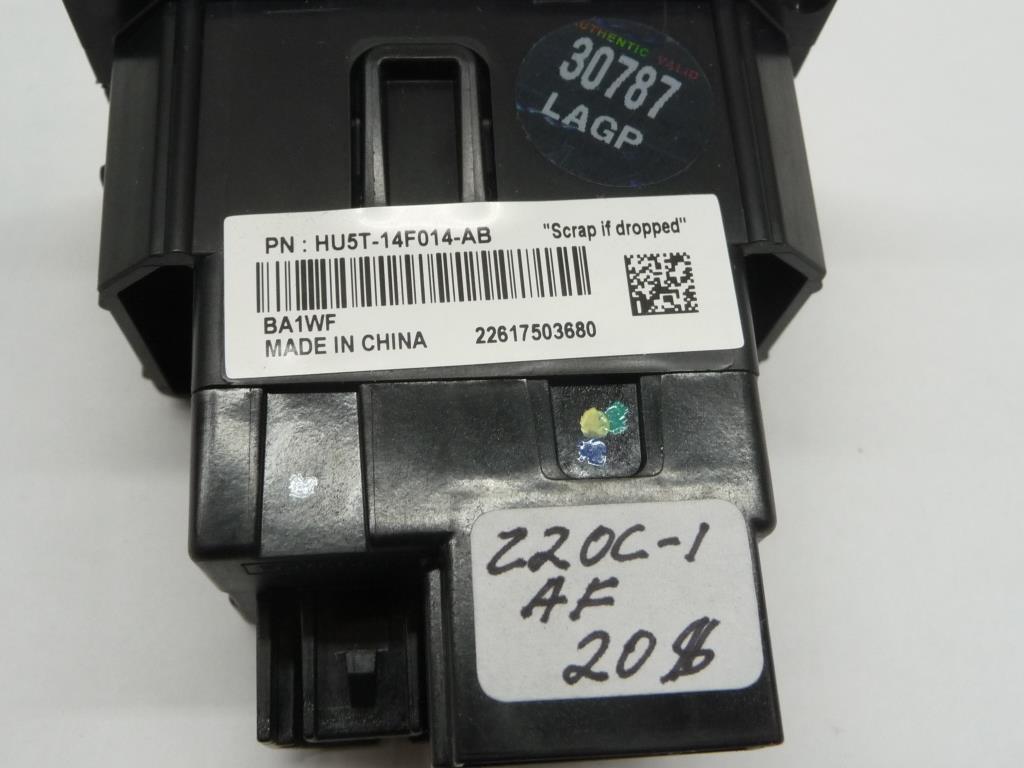 AUTHENTIC VALID
30787
LAGP
PN : HU5T-14F014-AB "Scrap if dropped"
BA1WF
MADE IN CHINA 22617503680
220C-1
AF
20$